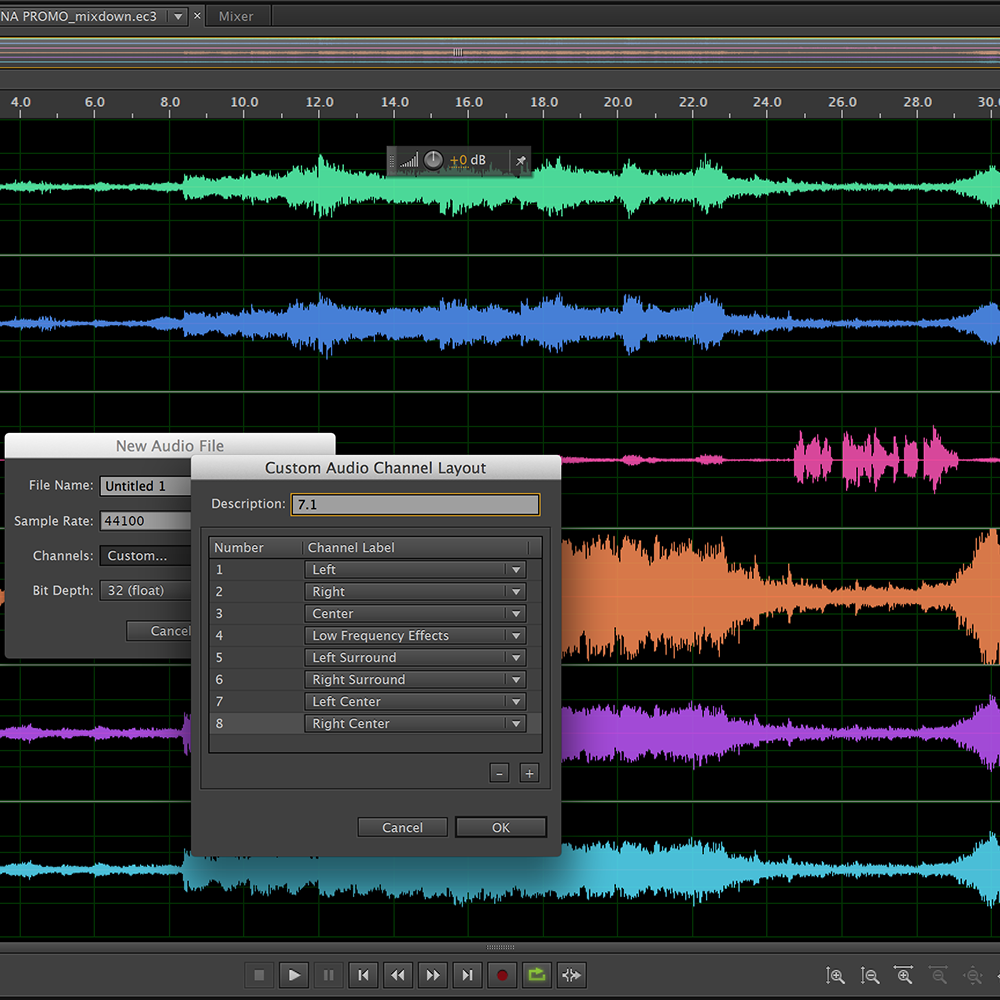 NA PROMO_mixdown.ec3 × Mixer
4.0 6.0 8.0 10.0 12.0 14.0 16.0 18.0 20.0 22.0 24.0 26.0 28.0 30.
+0 dB
New Audio File
File Name: Untitled 1
Sample Rate: 44100
Channels: Custom...
Bit Depth: 32 (float)
Cancel
Custom Audio Channel Layout
Description: 7.1
Number Channel Label
1 Left
2 Right
3 Center
4 Low Frequency Effects
5 Left Surround
6 Right Surround
7 Left Center
8 Right Center
– +
Cancel OK